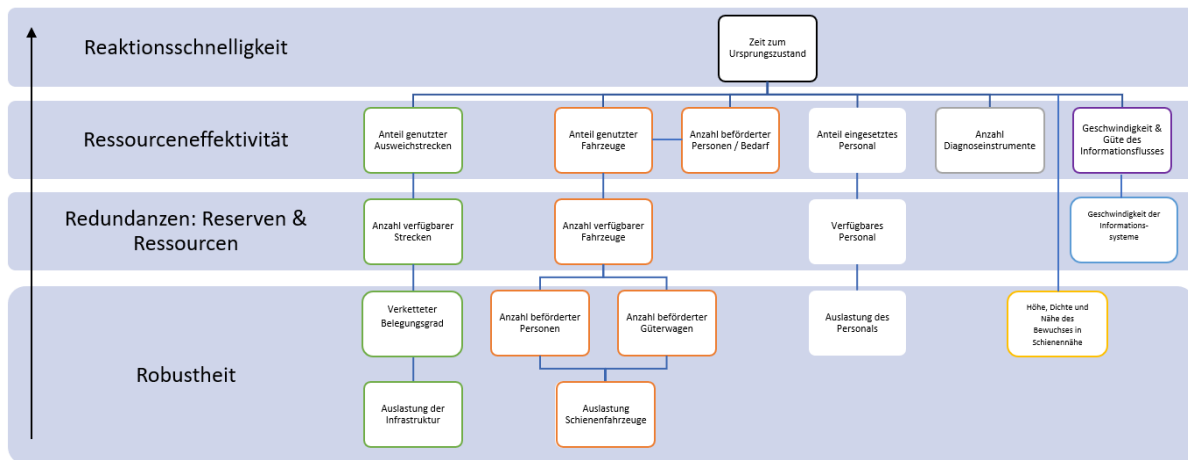 Reaktionsschnelligkeit
Zeit zum
Ursprungszustand
Ressourceneffektivität
Anteil genutzter
Ausweichstrecken
Anteil genutzter
Fahrzeuge
Anzahl beförderter
Personen / Bedarf
Anteil eingesetztes
Personal
Anzahl
Diagnoseinstrumente
Geschwindigkeit &
Güte des
Informationsflusses
Redundanzen: Reserven &
Ressourcen
Anzahl verfügbarer
Strecken
Anzahl verfügbarer
Fahrzeuge
Verfügbares
Personal
Geschwindigkeit der
Informations-
systeme
Robustheit
Verketteter
Belegungsgrad
Anzahl beförderter
Personen
Anzahl beförderter
Güterwagen
Auslastung des
Personals
Höhe, Dichte und
Nähe des
Bewuchses in
Schienennähe
Auslastung der
Infrastruktur
Auslastung
Schienenfahrzeuge